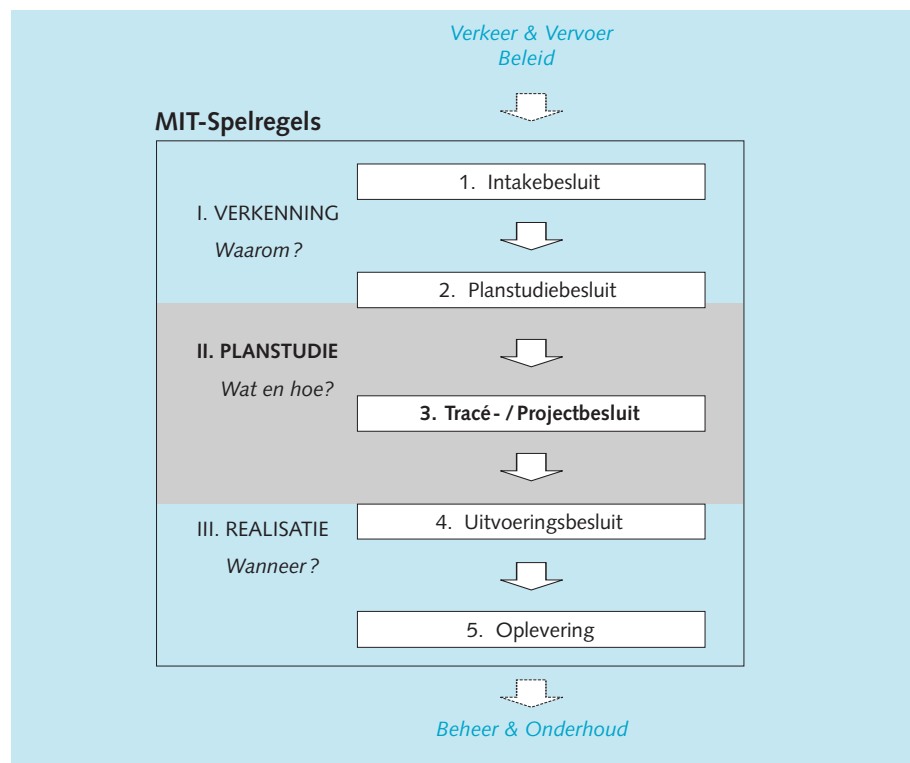 Verkeer & Vervoer
Beleid
MIT-Spelregels
1. Intakebesluit
I. VERKENNING
Waarom?
2. Planstudiebesluit
II. PLANSTUDIE
Wat en hoe?
3. Tracé- / Projectbesluit
4. Uitvoeringsbesluit
III. REALISATIE
Wanneer?
5. Oplevering
Beheer & Onderhoud